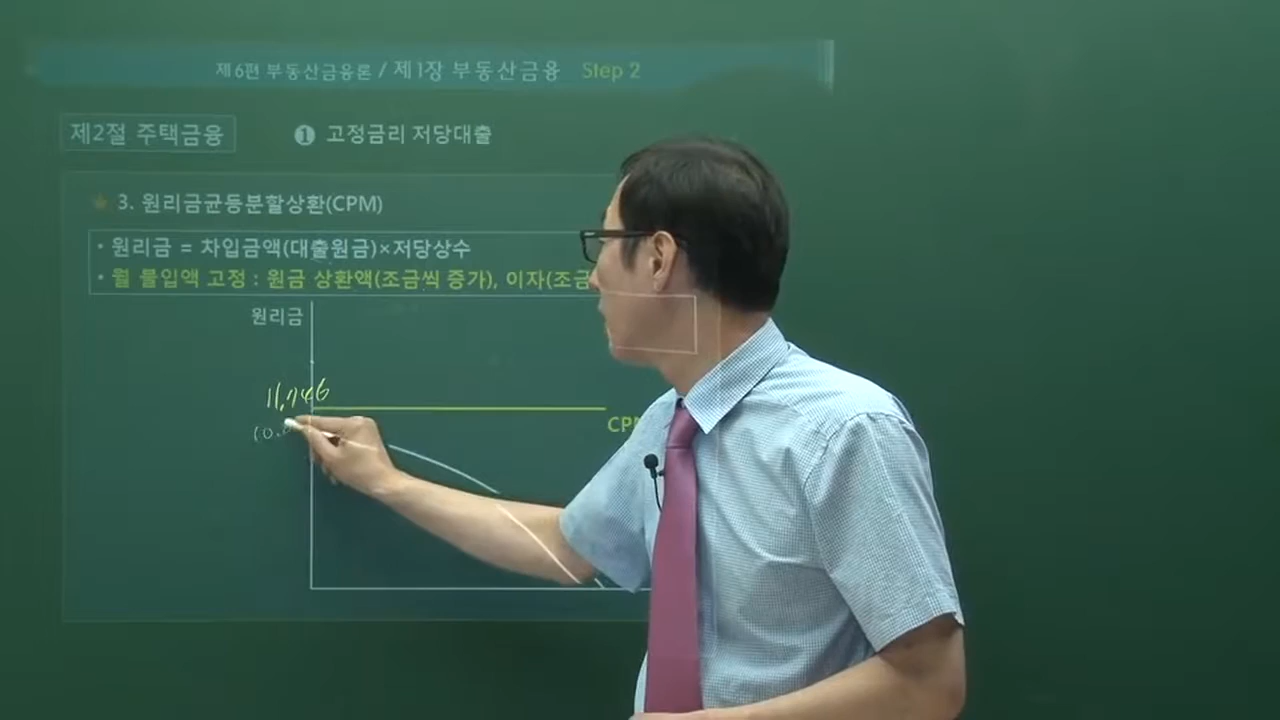 제6편 부동산금융론 / 제1장 부동산금융 Step 2
제2절 주택금융 ❶ 고정금리 저당대출
★ 3. 원리금균등분할상환(CPM)
• 원리금 = 차입금액(대출원금)×저당상수
• 월 불입액 고정 : 원금 상환액(조금씩 증가), 이자(조금
원리금
11,746
(0.